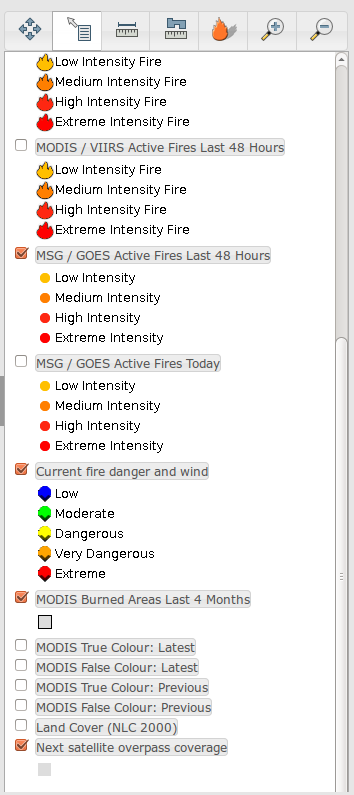 Low Intensity Fire
Medium Intensity Fire
High Intensity Fire
Extreme Intensity Fire
MODIS / VIIRS Active Fires Last 48 Hours
Low Intensity Fire
Medium Intensity Fire
High Intensity Fire
Extreme Intensity Fire
MSG / GOES Active Fires Last 48 Hours
Low Intensity
Medium Intensity
High Intensity
Extreme Intensity
MSG / GOES Active Fires Today
Low Intensity
Medium Intensity
High Intensity
Extreme Intensity
Current fire danger and wind
Low
Moderate
Dangerous
Very Dangerous
Extreme
MODIS Burned Areas Last 4 Months
MODIS True Colour: Latest
MODIS False Colour: Latest
MODIS True Colour: Previous
MODIS False Colour: Previous
Land Cover (NLC 2000)
Next satellite overpass coverage